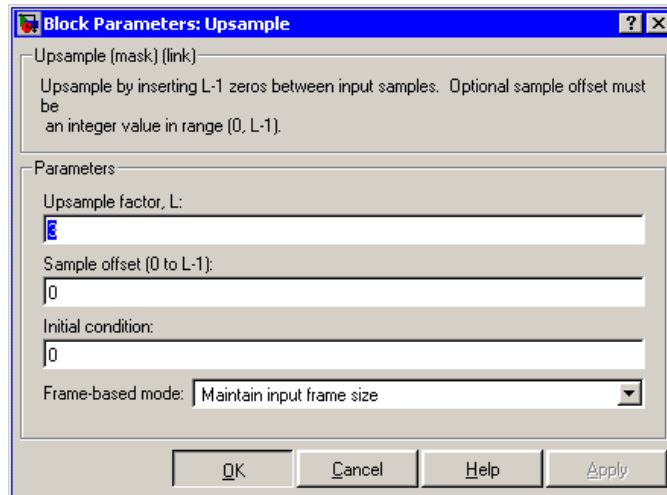 Block Parameters: Upsample
Upsample (mask) (link)
Upsample by inserting L-1 zeros between input samples. Optional sample offset must
be
an integer value in range (0, L-1).
Parameters
Upsample factor, L:
3
Sample offset (0 to L-1):
0
Initial condition:
0
Frame-based mode: Maintain input frame size
OK Cancel Help Apply